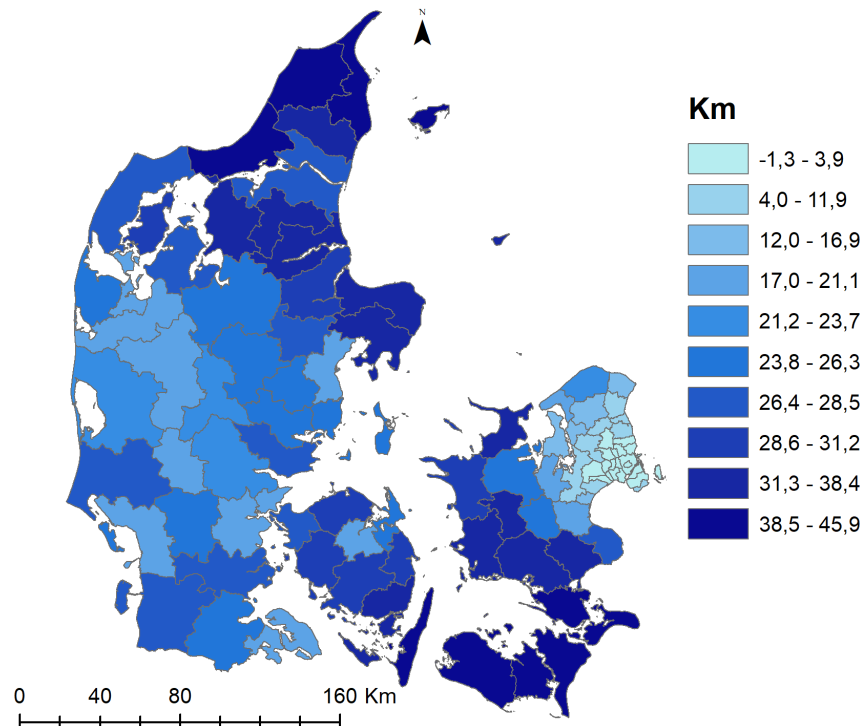 N
Km
-1,3 - 3,9
4,0 - 11,9
12,0 - 16,9
17,0 - 21,1
21,2 - 23,7
23,8 - 26,3
26,4 - 28,5
28,6 - 31,2
31,3 - 38,4
38,5 - 45,9
0 40 80 160 Km